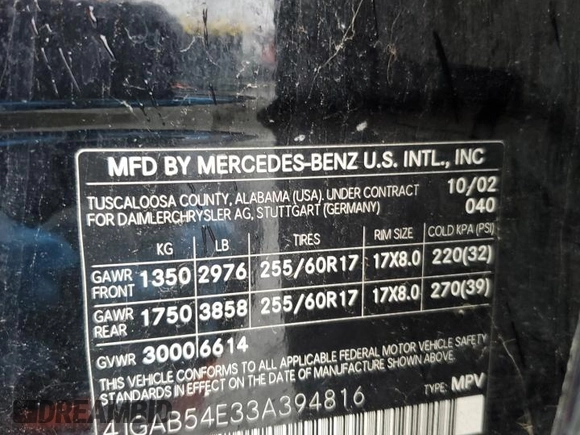 MFD BY MERCEDES-BENZ U.S. INTL., INC
TUSCALOOSA COUNTY, ALABAMA (USA). UNDER CONTRACT 10/02
FOR DAIMLERCHRYSLER AG, STUTTGART (GERMANY) 040
KG LB TIRES RIM SIZE COLD KPA (PSI)
GAWR FRONT 1350 2976 255/60R17 17X8.0 220(32)
GAWR REAR 1750 3858 255/60R17 17X8.0 270(39)
GVWR 3000 6614
THIS VEHICLE CONFORMS TO ALL APPLICABLE FEDERAL MOTOR VEHICLE SAFETY
STANDARDS IN EFFECT ON THE DATE OF MANUFACTURE SHOWN ABOVE.
4JGAB54E33A394816 TYPE: MPV
DREAMBID